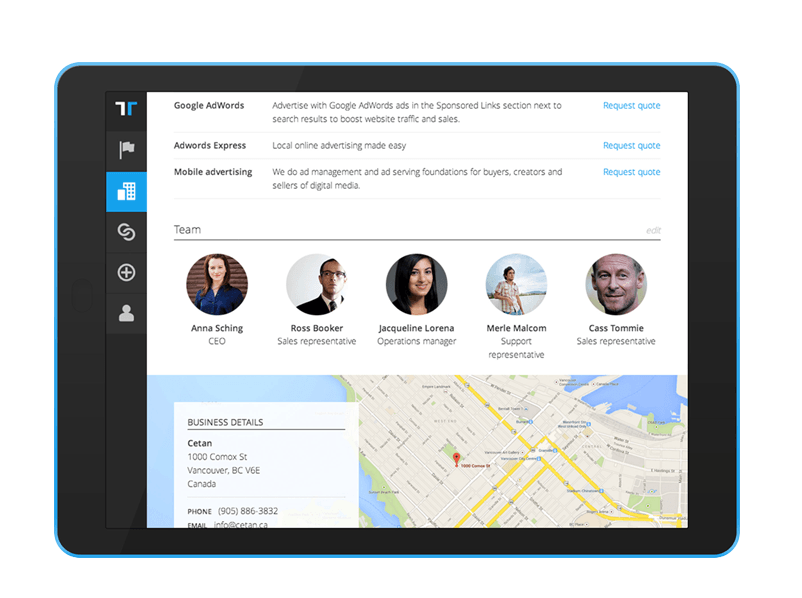 Google AdWords
Advertise with Google AdWords ads in the Sponsored Links section next to
search results to boost website traffic and sales.
Request quote
Adwords Express
Local online advertising made easy
Request quote
Mobile advertising
We do ad management and ad serving foundations for buyers, creators and
sellers of digital media.
Request quote
Team
edit
Anna Sching
CEO
Ross Booker
Sales representative
Jacqueline Lorena
Operations manager
Merle Malcom
Support
representative
Cass Tommie
Sales representative
BUSINESS DETAILS
Cetan
1000 Comox St
Vancouver, BC V6E
Canada
PHONE (905) 886-3832
EMAIL info@cetan.ca
1000 Comox St